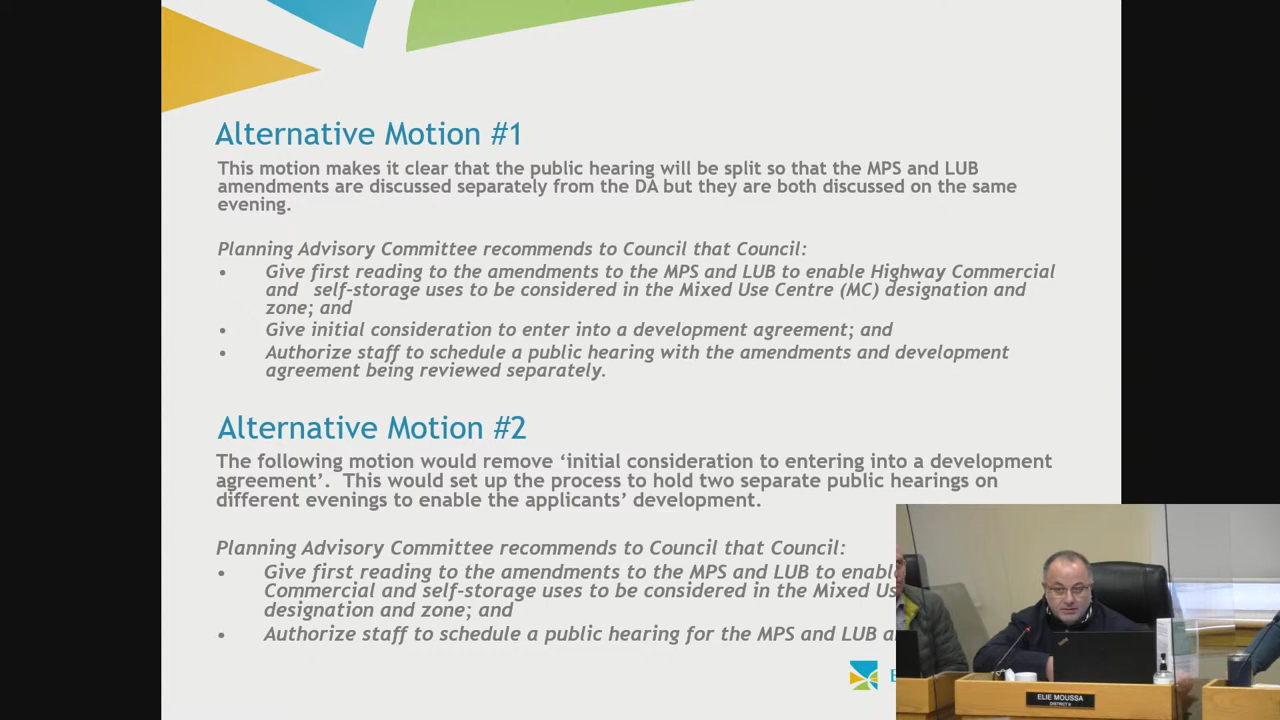 Alternative Motion #1
This motion makes it clear that the public hearing will be split so that the MPS and LUB
amendments are discussed separately from the DA but they are both discussed on the same
evening.
Planning Advisory Committee recommends to Council that Council:
• Give first reading to the amendments to the MPS and LUB to enable Highway Commercial
and self-storage uses to be considered in the Mixed Use Centre (MC) designation and
zone; and
• Give initial consideration to enter into a development agreement; and
• Authorize staff to schedule a public hearing with the amendments and development
agreement being reviewed separately.
Alternative Motion #2
The following motion would remove ‘initial consideration to entering into a development
agreement’. This would set up the process to hold two separate public hearings on
different evenings to enable the applicants’ development.
Planning Advisory Committee recommends to Council that Council:
• Give first reading to the amendments to the MPS and LUB to enabl
Commercial and self-storage uses to be considered in the Mixed Us
designation and zone; and
• Authorize staff to schedule a public hearing for the MPS and LUB a
E
ELIE MOUSSA